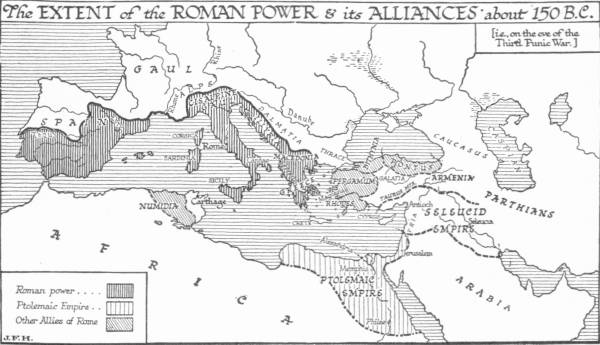 The EXTENT of the ROMAN POWER & its ALLIANCES about 150 B.C.
[i.e., on the eve of the
Third Punic War.]
GAUL
Rhine
ALPS
SPAIN
CORSICA
Rome
SARDINIA
SICILY
Carthage
NUMIDIA
DALMATIA
Danube
THRACE
MACEDONIA
CAUCASUS
PONTUS
BITHYNIA
GALATIA
PERGAMUM
ARMENIA
PARTHIANS
RHODES
CRETE
CYPRUS
TAURUS MTS
Antioch
SYRIA
SELEUCID
EMPIRE
Seleucia
Jerusalem
Alexandria
Memphis
PTOLEMAIC
EMPIRE
Philae
ARABIA
AFRICA
Roman power . . . .
Ptolemaic Empire . .
Other Allies of Rome
J.F.H.